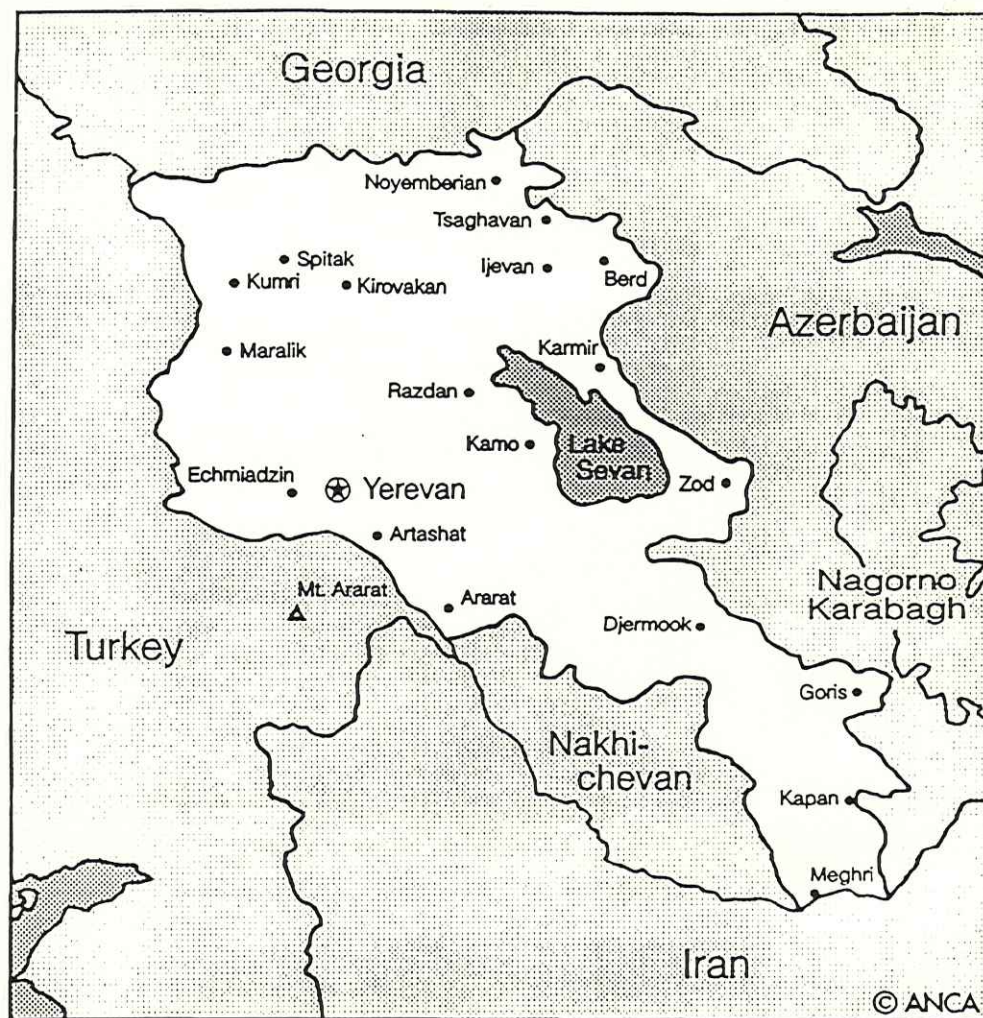 Georgia
Noyemberian
Tsaghavan
Spitak
Ijevan
Berd
Kumri
Kirovakan
Azerbaijan
Maralik
Karmir
Razdan
Kamo
Lake
Sevan
Echmiadzin
Yerevan
Zod
Artashat
Mt. Ararat
Ararat
Nagorno
Karabagh
Djermook
Turkey
Goris
Nakhi-
chevan
Kapan
Meghri
Iran
© ANCA